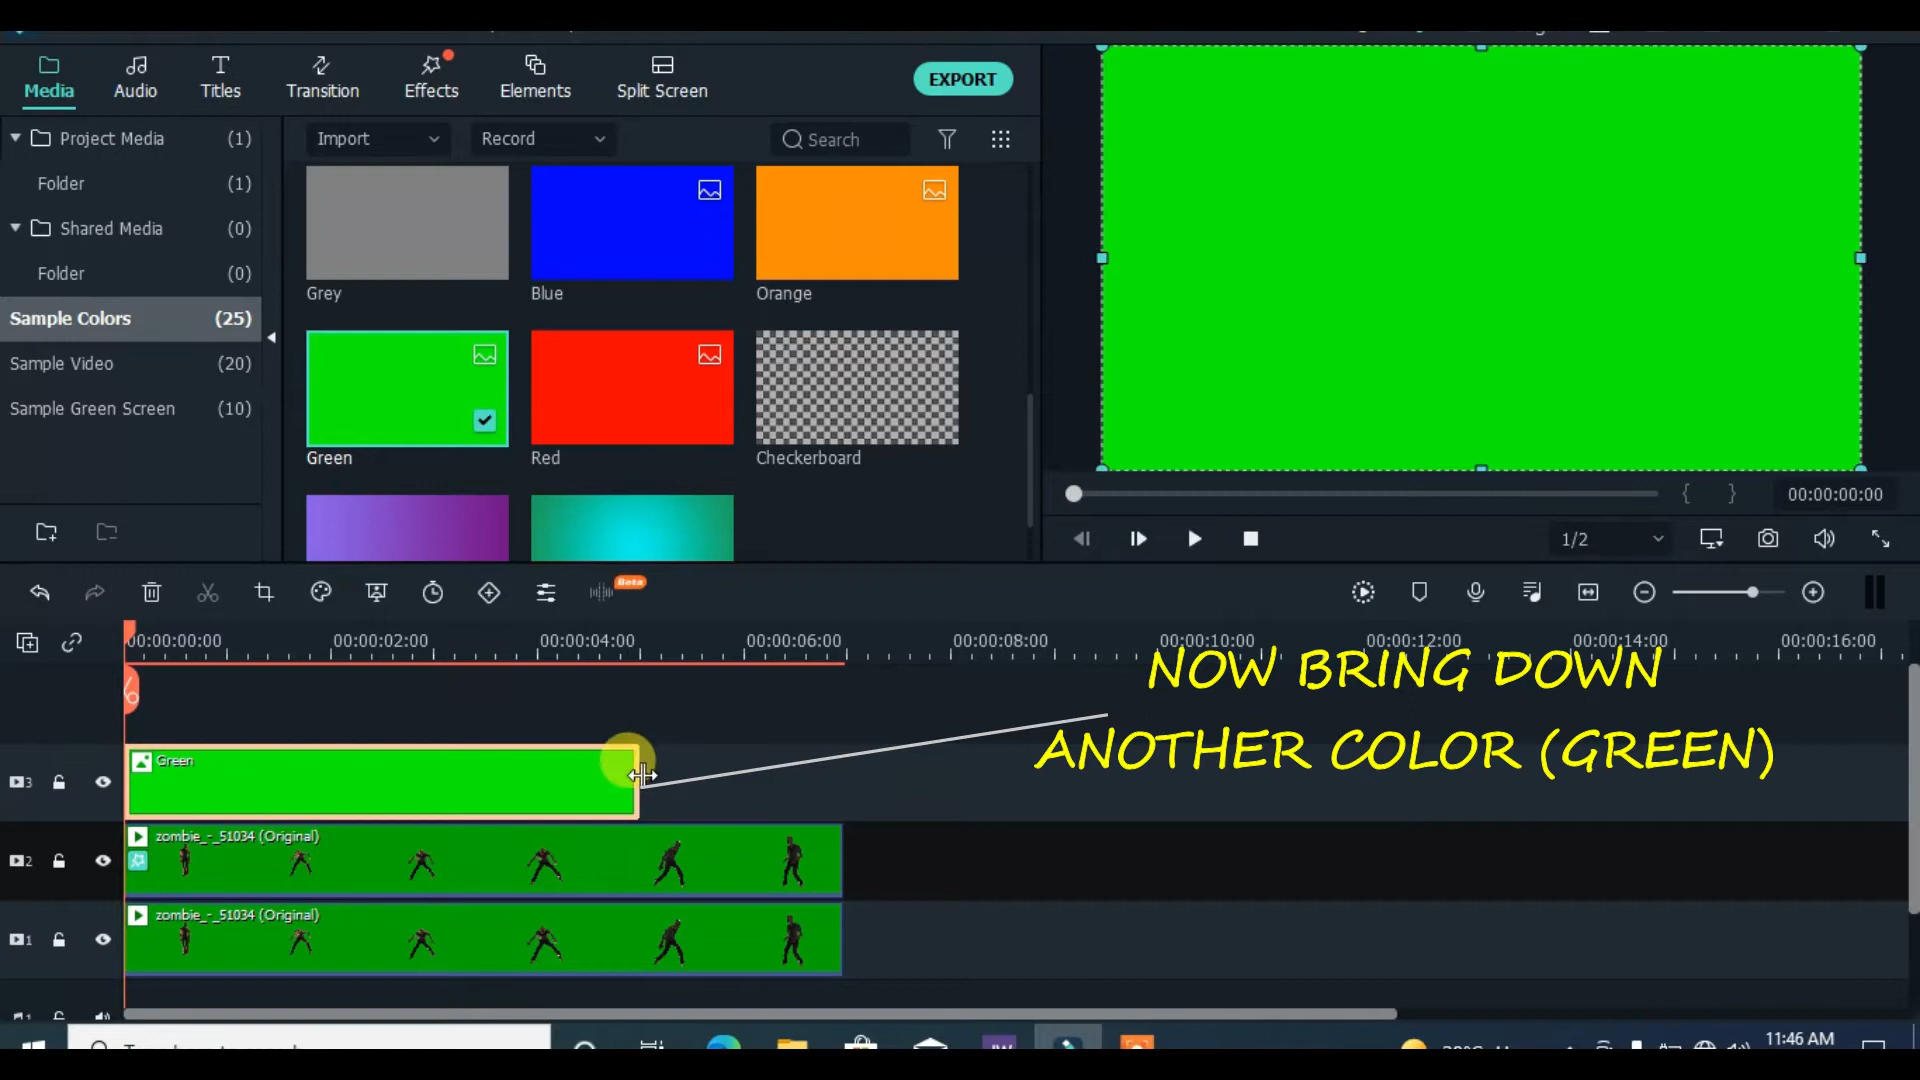 Media
Audio
Titles
Transition
Effects
Elements
Split Screen
EXPORT
Project Media (1)
Folder (1)
Shared Media (0)
Folder (0)
Sample Colors (25)
Sample Video (20)
Sample Green Screen (10)
Import
Record
Search
Grey
Blue
Orange
Green
Red
Checkerboard
{ }
00:00:00:00
1/2
Beta
00:00:00:00
00:00:02:00
00:00:04:00
00:00:06:00
00:00:08:00
00:00:10:00
00:00:12:00
00:00:14:00
00:00:16:00
NOW BRING DOWN
ANOTHER COLOR (GREEN)
3
Green
2
zombie_-_51034 (Original)
1
zombie_-_51034 (Original)
11:46 AM